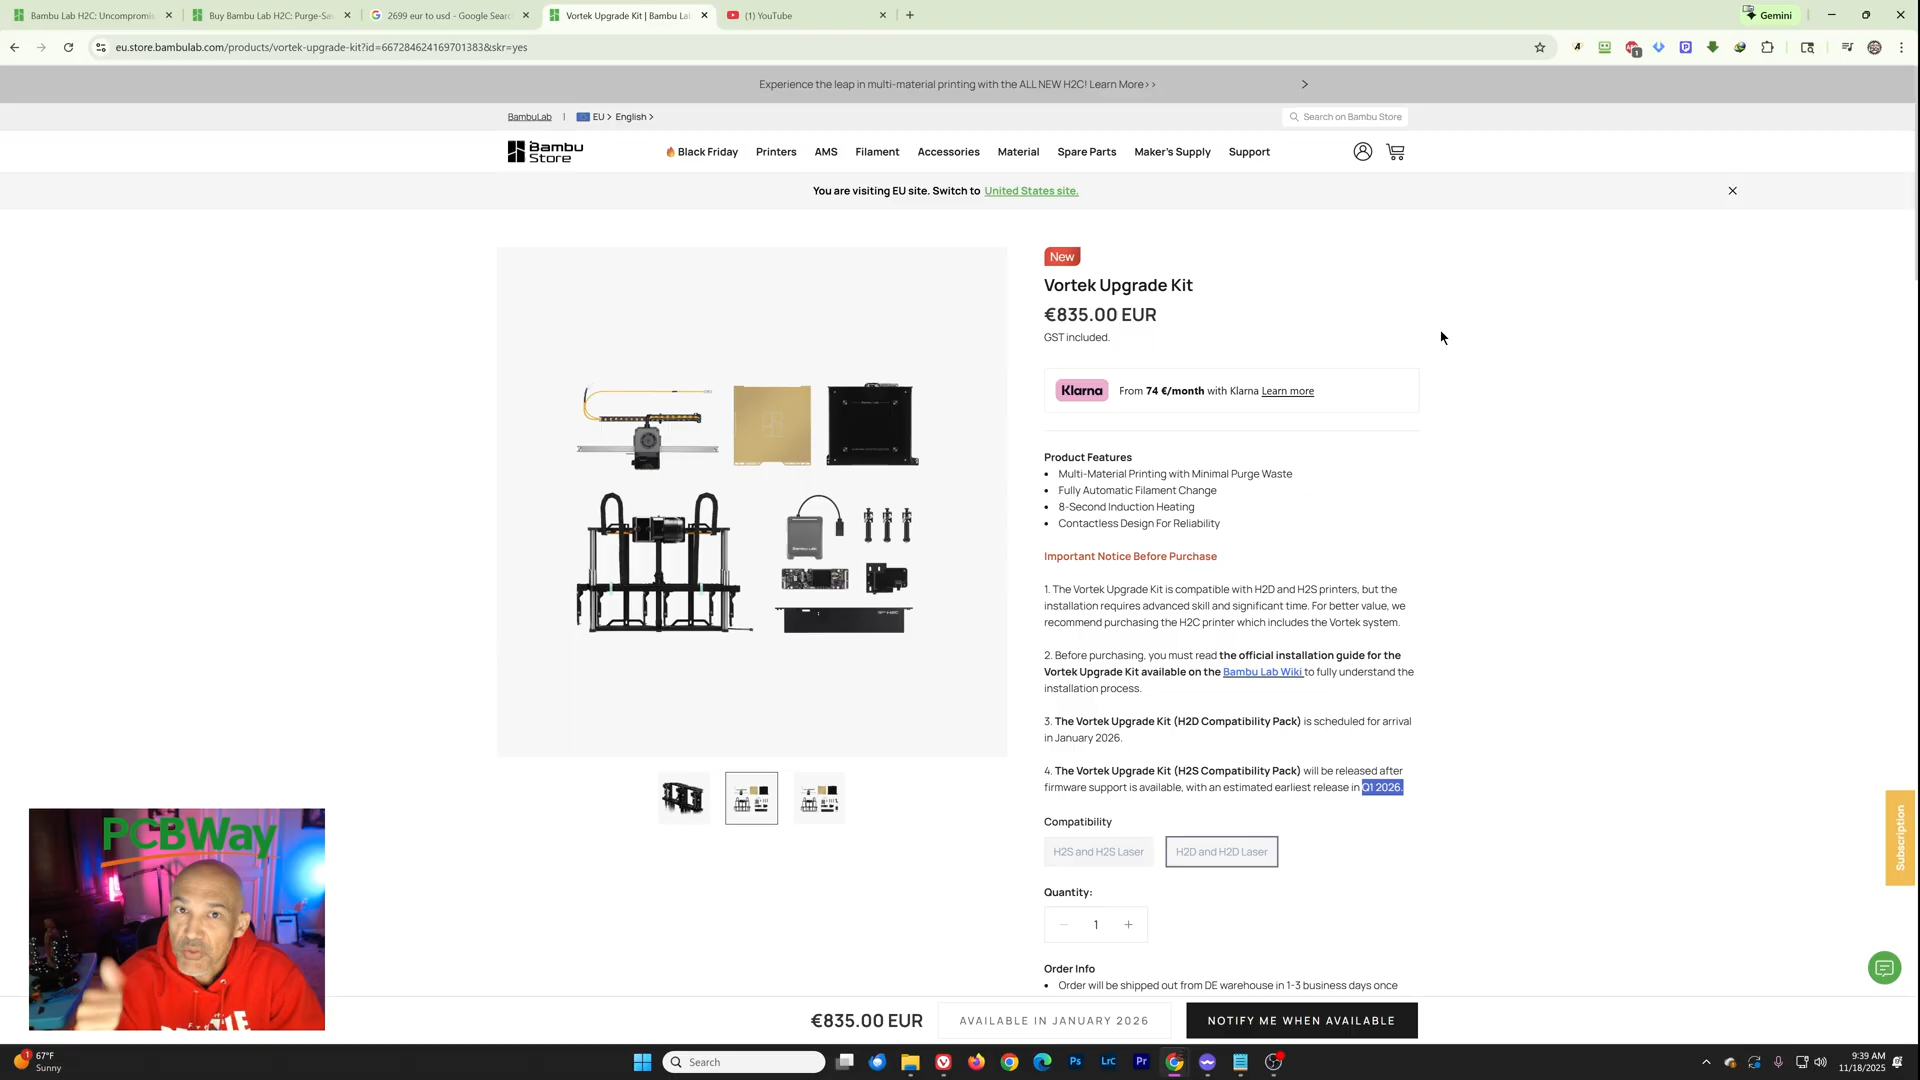 Bambu Lab H2C: Uncompromis
Buy Bambu Lab H2C: Purge-Sa
2699 eur to usd - Google Searc
Vortek Upgrade Kit | Bambu La
(1) YouTube
Gemini
eu.store.bambulab.com/products/vortek-upgrade-kit?id=667284624169701383&skr=yes
Experience the leap in multi-material printing with the ALL NEW H2C! Learn More>>
BambuLab | EU > English >
Search on Bambu Store
Bambu
Store
Black Friday Printers AMS Filament Accessories Material Spare Parts Maker's Supply Support
You are visiting EU site. Switch to United States site.
New
Vortek Upgrade Kit
€835.00 EUR
GST included.
Klarna From 74 €/month with Klarna Learn more
Product Features
• Multi-Material Printing with Minimal Purge Waste
• Fully Automatic Filament Change
• 8-Second Induction Heating
• Contactless Design For Reliability
Important Notice Before Purchase
1. The Vortek Upgrade Kit is compatible with H2D and H2S printers, but the
installation requires advanced skill and significant time. For better value, we
recommend purchasing the H2C printer which includes the Vortek system.
2. Before purchasing, you must read the official installation guide for the
Vortek Upgrade Kit available on the Bambu Lab Wiki to fully understand the
installation process.
3. The Vortek Upgrade Kit (H2D Compatibility Pack) is scheduled for arrival
in January 2026.
4. The Vortek Upgrade Kit (H2S Compatibility Pack) will be released after
firmware support is available, with an estimated earliest release in Q1 2026.
Compatibility
H2S and H2S Laser
H2D and H2D Laser
Quantity:
1
Order Info
• Order will be shipped out from DE warehouse in 1-3 business days once
Subscription
PCBWay
€835.00 EUR
AVAILABLE IN JANUARY 2026
NOTIFY ME WHEN AVAILABLE
67°F
Sunny
Search
Ps
LrC
Pr
9:39 AM
11/18/2025